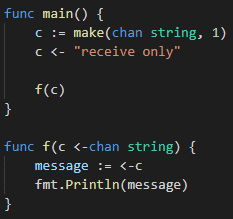 func main() {
    c := make(chan string, 1)
    c <- "receive only"

    f(c)
}

func f(c <-chan string) {
    message := <-c
    fmt.Println(message)
}